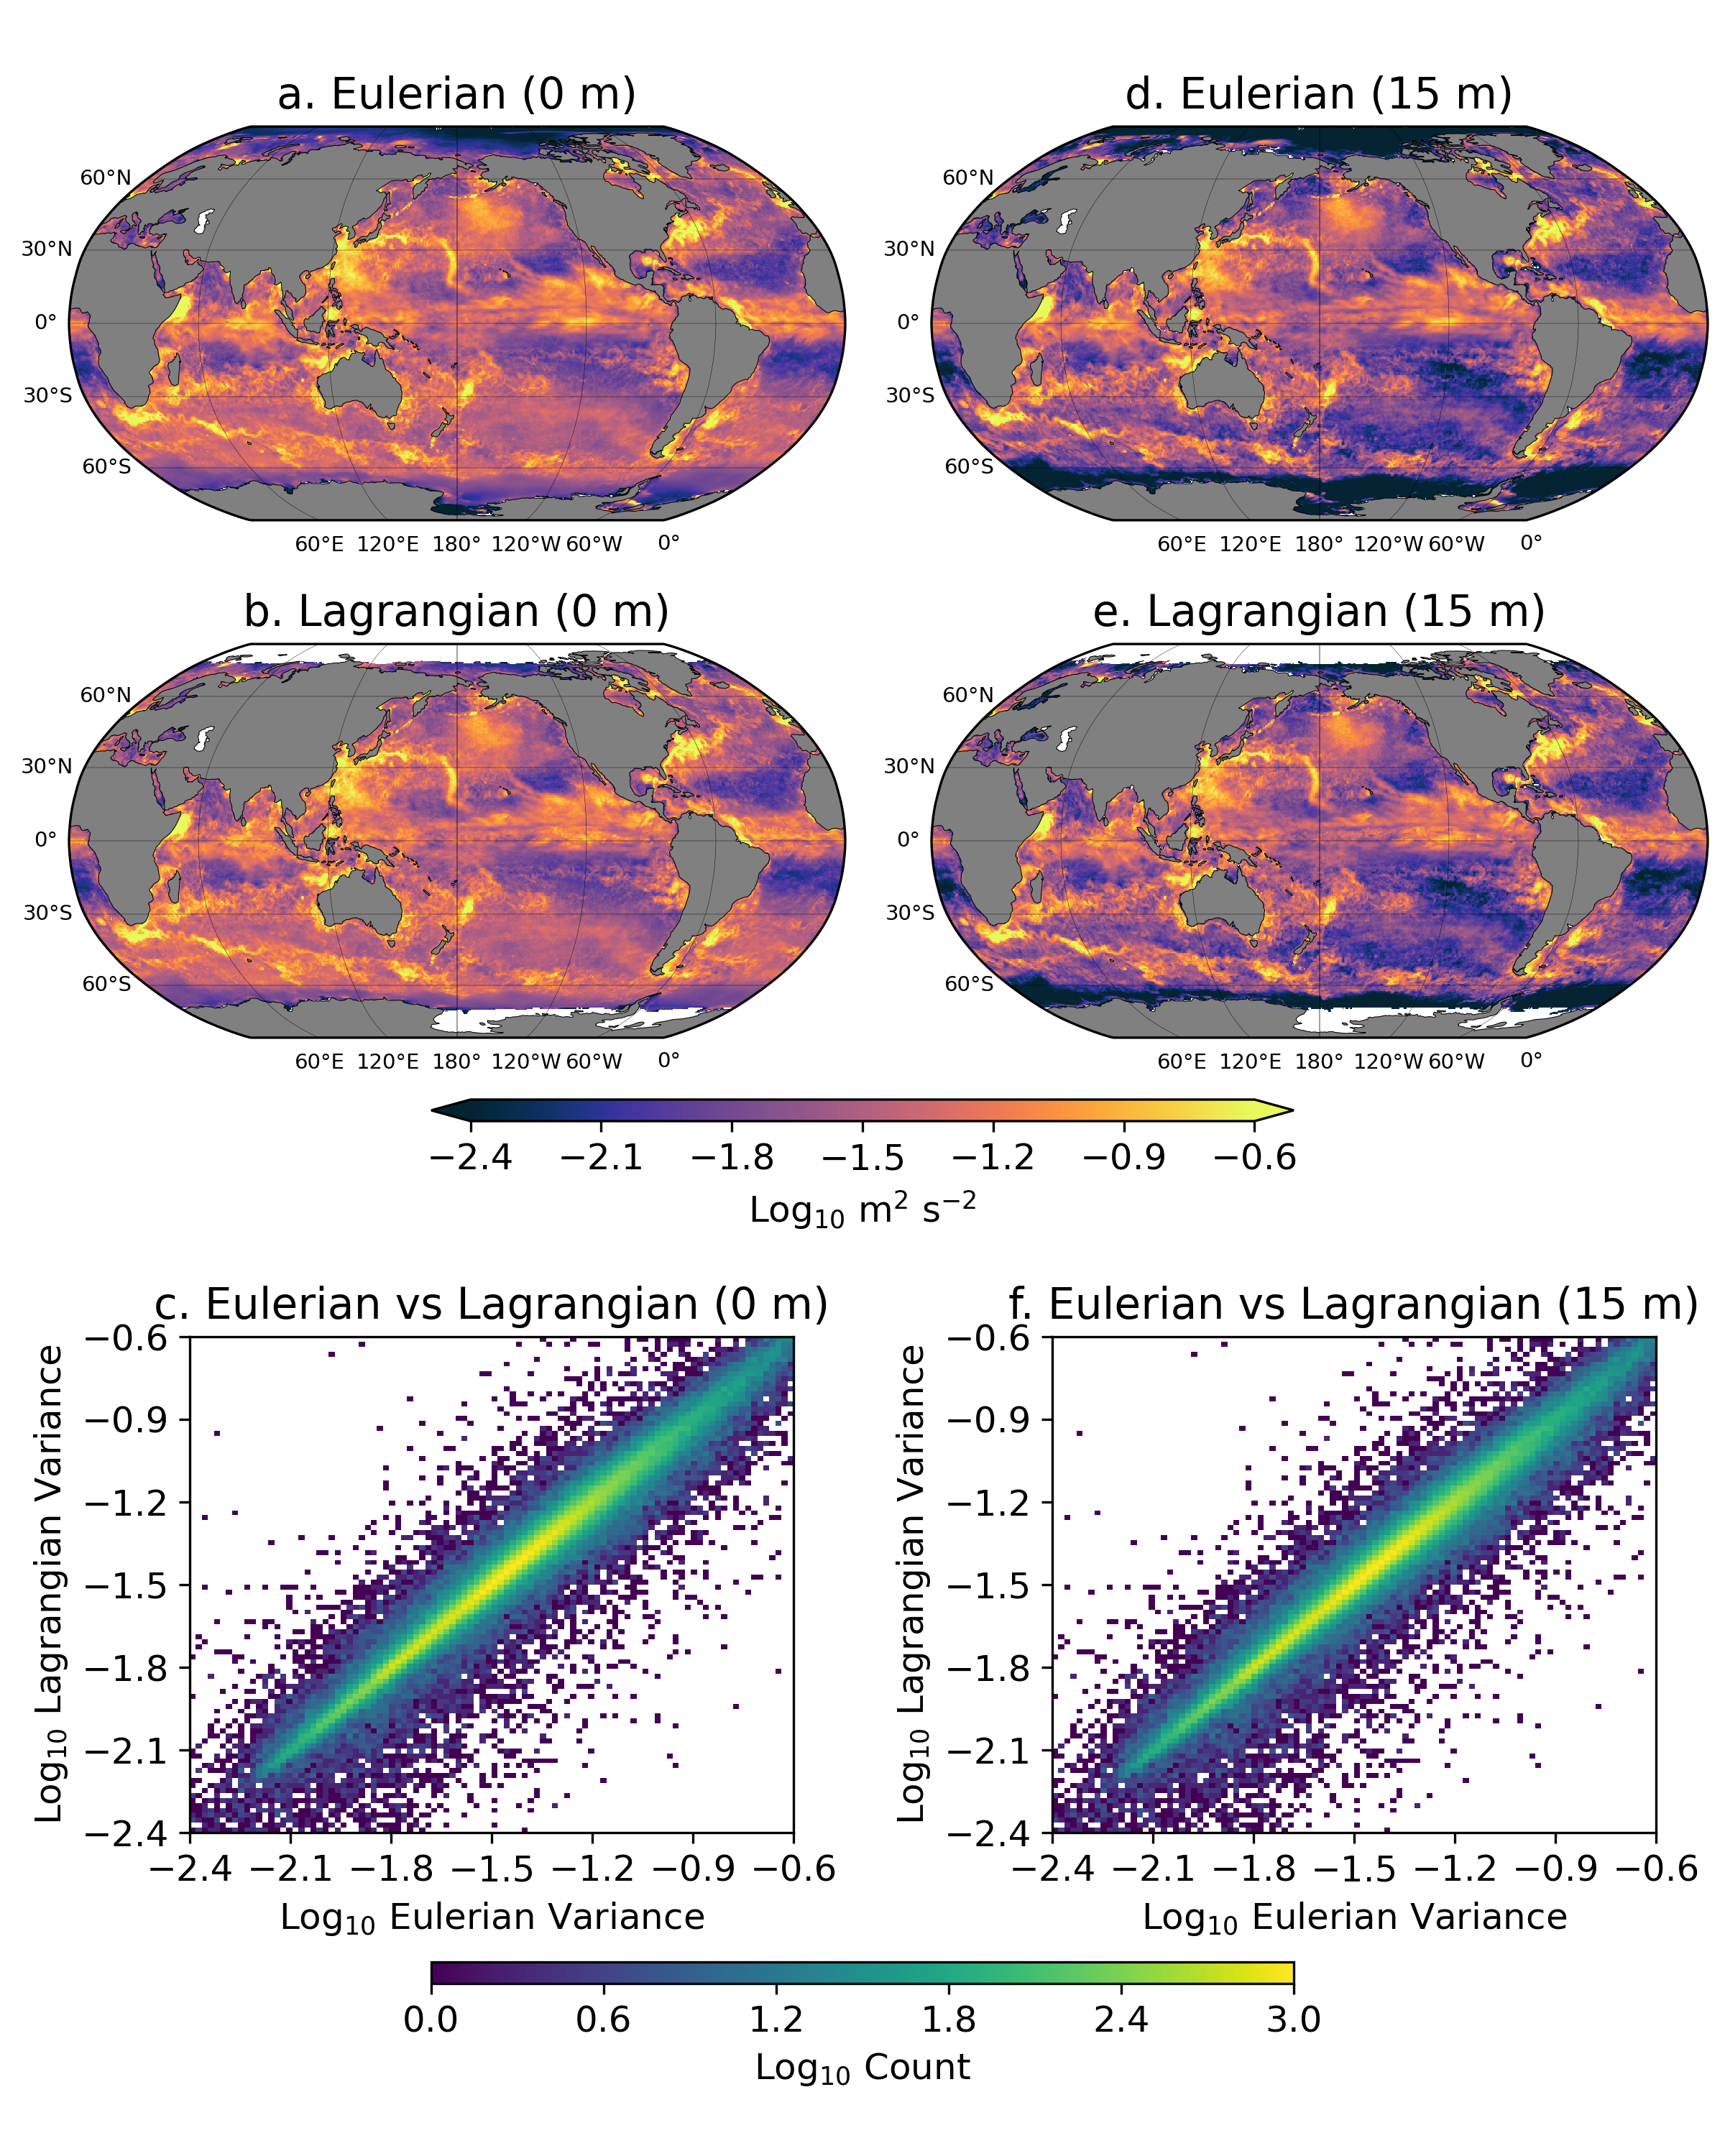 a. Eulerian (0 m)
60°N
30°N
0°
30°S
60°S
60°E 120°E 180° 120°W 60°W 0°
d. Eulerian (15 m)
60°N
30°N
0°
30°S
60°S
60°E 120°E 180° 120°W 60°W 0°
b. Lagrangian (0 m)
60°N
30°N
0°
30°S
60°S
60°E 120°E 180° 120°W 60°W 0°
e. Lagrangian (15 m)
60°N
30°N
0°
30°S
60°S
60°E 120°E 180° 120°W 60°W 0°
−2.4 −2.1 −1.8 −1.5 −1.2 −0.9 −0.6
Log₁₀ m² s⁻²
c. Eulerian vs Lagrangian (0 m)
Log₁₀ Lagrangian Variance
−0.6
−0.9
−1.2
−1.5
−1.8
−2.1
−2.4
−2.4 −2.1 −1.8 −1.5 −1.2 −0.9 −0.6
Log₁₀ Eulerian Variance
f. Eulerian vs Lagrangian (15 m)
Log₁₀ Lagrangian Variance
−0.6
−0.9
−1.2
−1.5
−1.8
−2.1
−2.4
−2.4 −2.1 −1.8 −1.5 −1.2 −0.9 −0.6
Log₁₀ Eulerian Variance
0.0 0.6 1.2 1.8 2.4 3.0
Log₁₀ Count